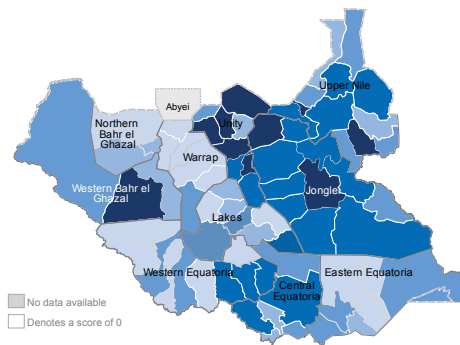 Upper Nile
Abyei
Northern
Bahr el
Ghazal
Unity
Warrap
Western Bahr el
Ghazal
Jonglei
Lakes
Western Equatoria
Central
Equatoria
Eastern Equatoria
No data available
Denotes a score of 0